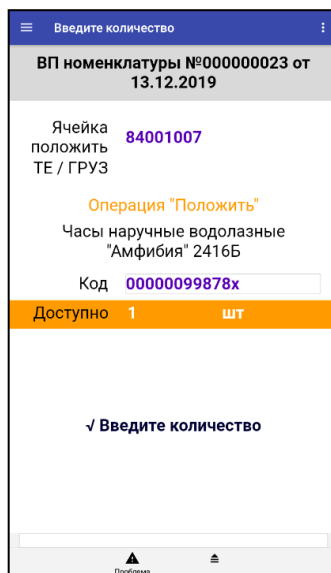 Введите количество
ВП номенклатуры №000000023 от
13.12.2019
Ячейка
положить
84001007
ТЕ / ГРУЗ
Операция "Положить"
Часы наручные водолазные
"Амфибия" 2416Б
Код 00000099878x
Доступно 1 шт
√ Введите количество
Проблема